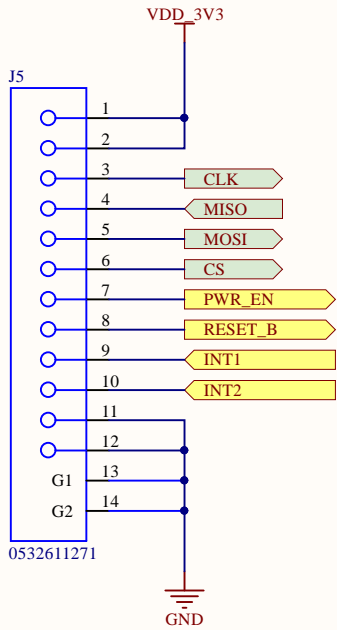 VDD_3V3
J5
1
2
3 CLK
4 MISO
5 MOSI
6 CS
7 PWR_EN
8 RESET_B
9 INT1
10 INT2
11
12
G1 13
G2 14
0532611271
GND